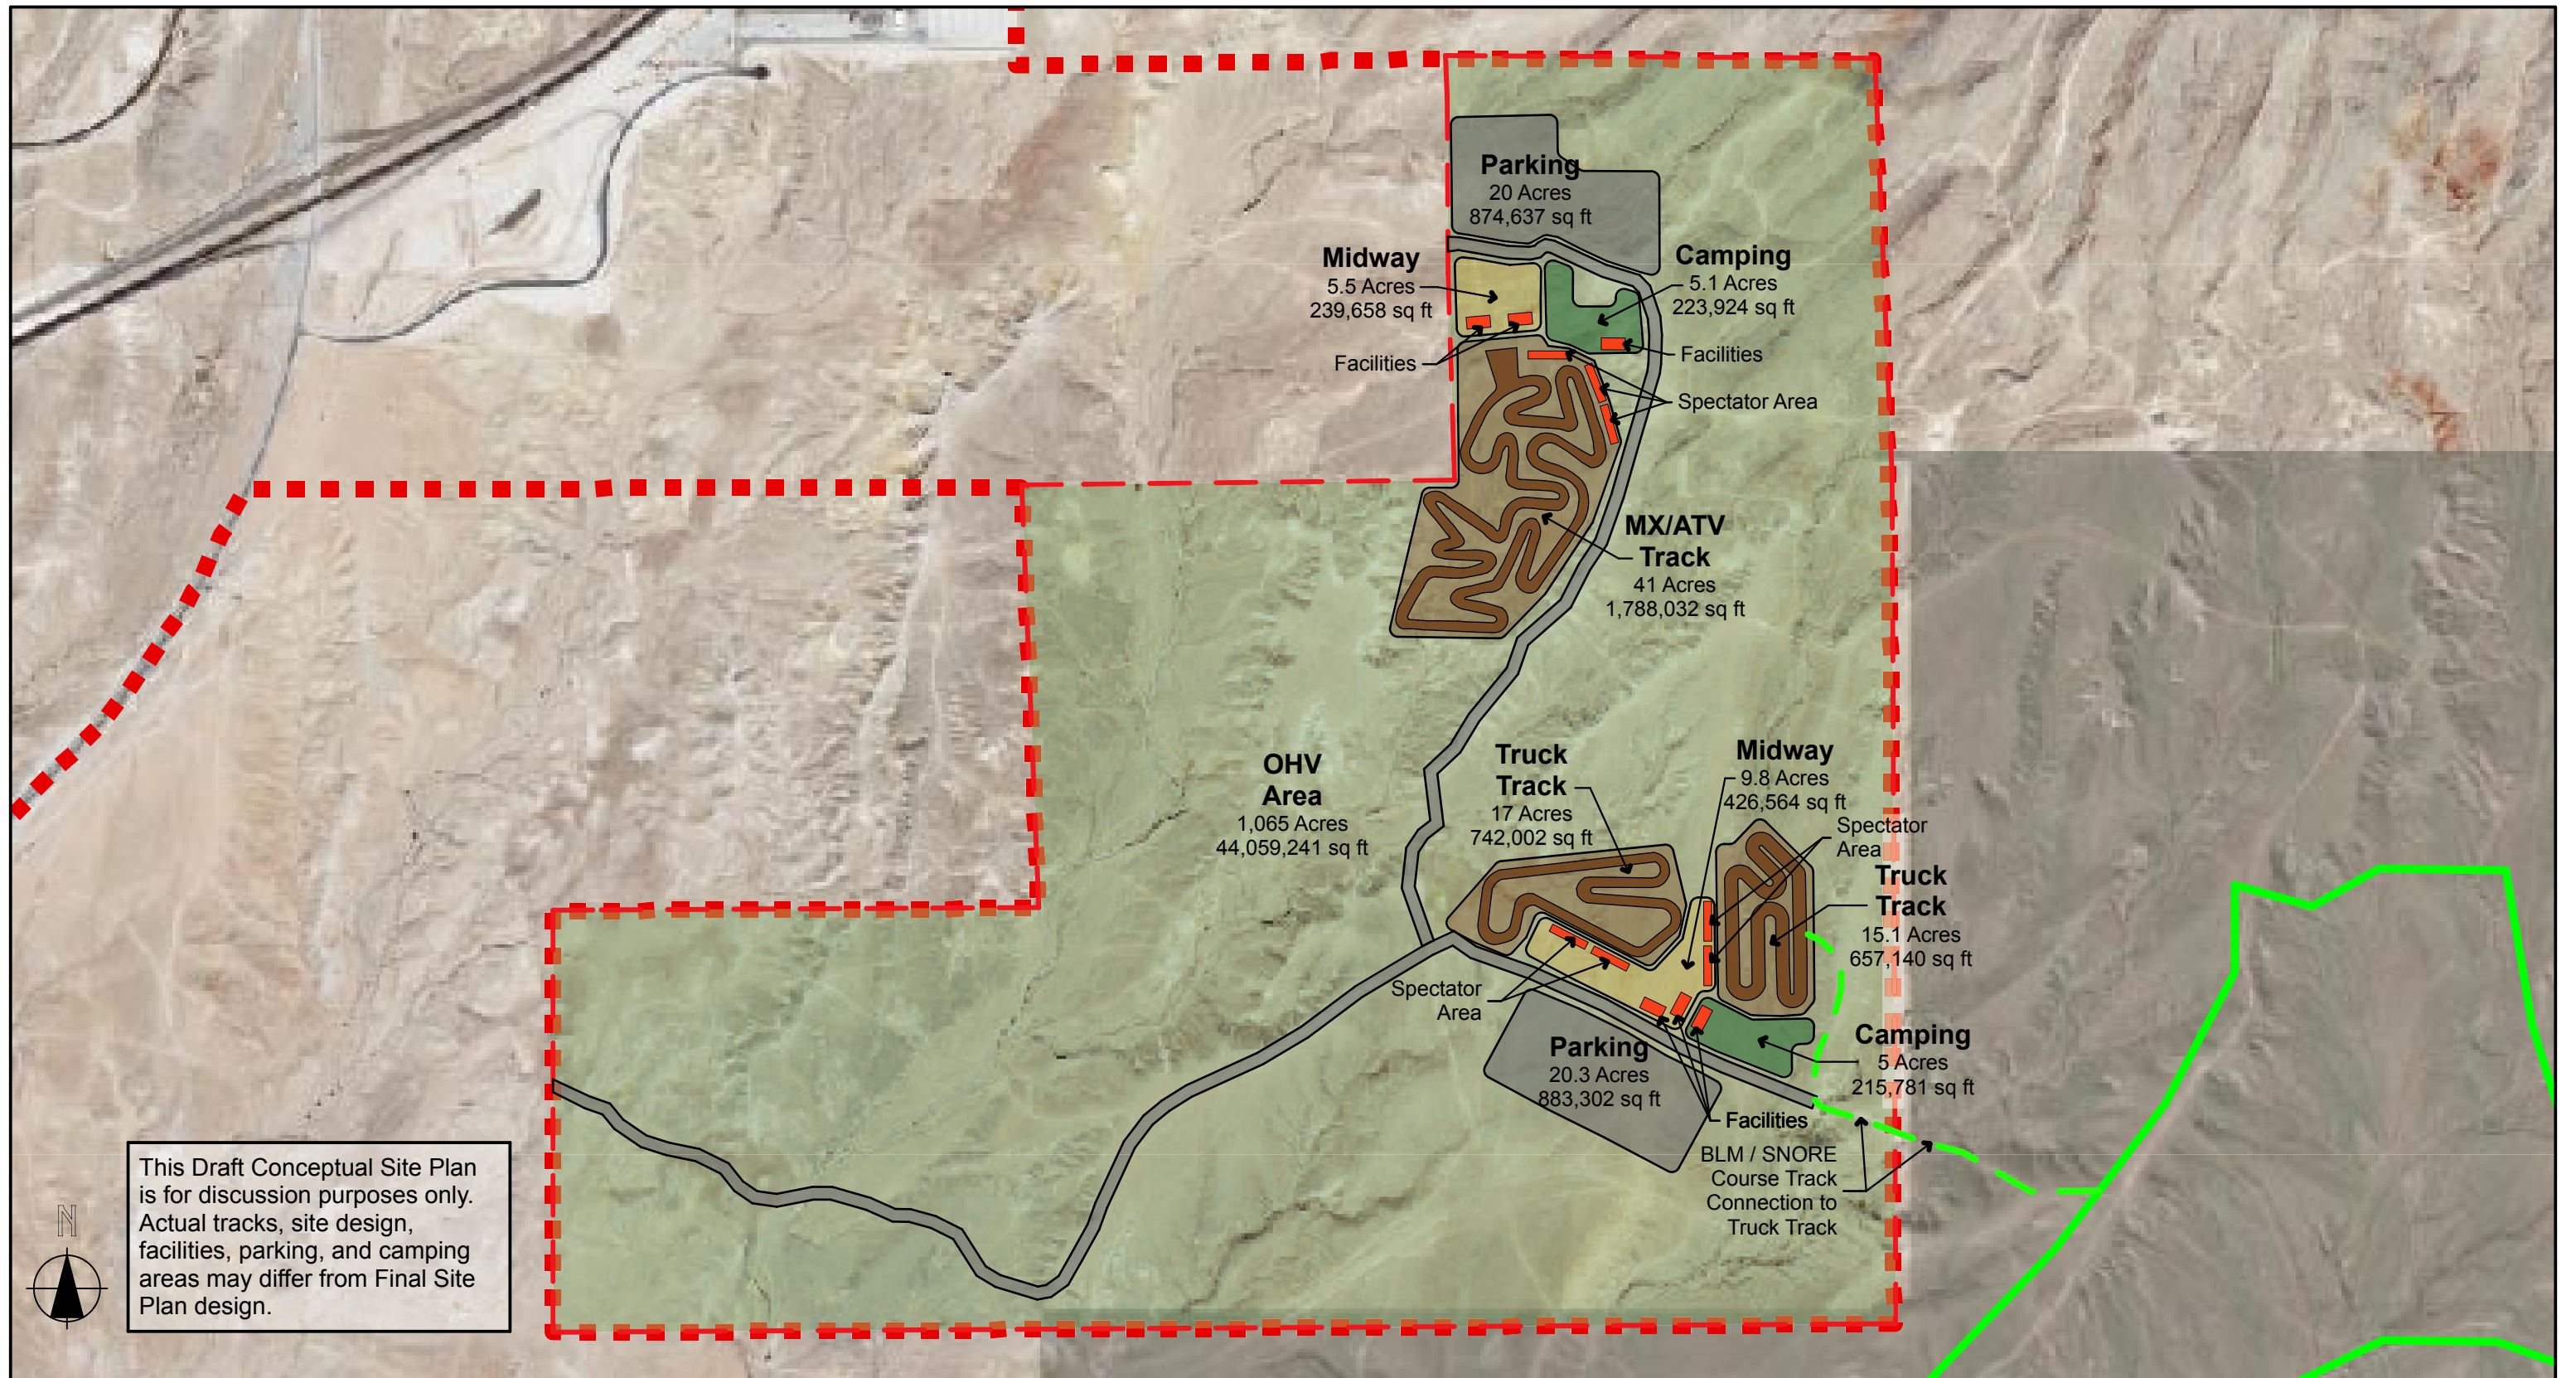 Parking
20 Acres
874,637 sq ft
Midway
5.5 Acres
239,658 sq ft
Camping
5.1 Acres
223,924 sq ft
Facilities
Facilities
Spectator Area
MX/ATV
Track
41 Acres
1,788,032 sq ft
OHV
Area
1,065 Acres
44,059,241 sq ft
Truck
Track
17 Acres
742,002 sq ft
Midway
9.8 Acres
426,564 sq ft
Spectator
Area
Truck
Track
15.1 Acres
657,140 sq ft
Spectator
Area
Camping
5 Acres
215,781 sq ft
Parking
20.3 Acres
883,302 sq ft
Facilities
BLM / SNORE
Course Track
Connection to
Truck Track
This Draft Conceptual Site Plan
is for discussion purposes only.
Actual tracks, site design,
facilities, parking, and camping
areas may differ from Final Site
Plan design.
N